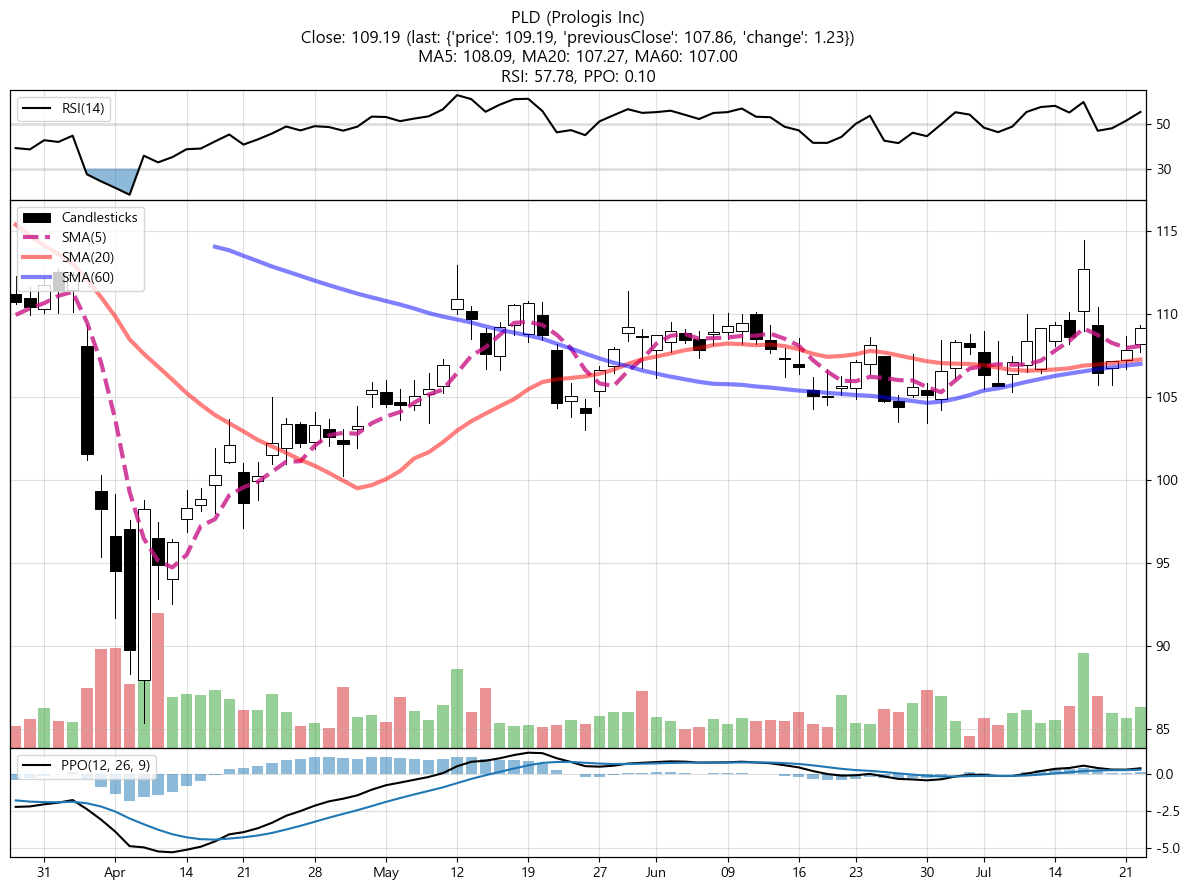 PLD (Prologis Inc)
Close: 109.19 (last: {'price': 109.19, 'previousClose': 107.86, 'change': 1.23})
MA5: 108.09, MA20: 107.27, MA60: 107.00
RSI: 57.78, PPO: 0.10
RSI(14)
50
30
Candlesticks
SMA(5)
SMA(20)
SMA(60)
115
110
105
100
95
90
85
PPO(12, 26, 9)
0.0
-2.5
-5.0
31 Apr 14 21 28 May 12 19 27 Jun 09 16 23 30 Jul 14 21